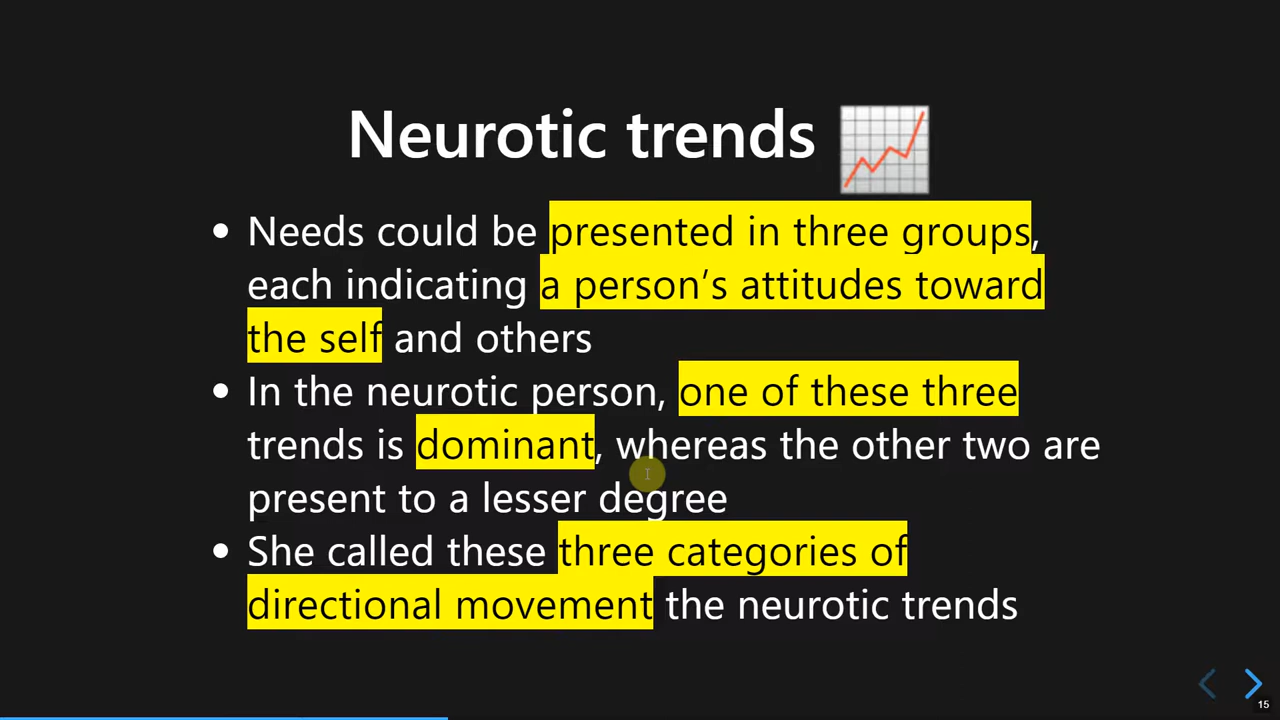 Neurotic trends
Needs could be presented in three groups,
each indicating a person’s attitudes toward
the self and others
In the neurotic person, one of these three
trends is dominant, whereas the other two are
present to a lesser degree
She called these three categories of
directional movement the neurotic trends
15